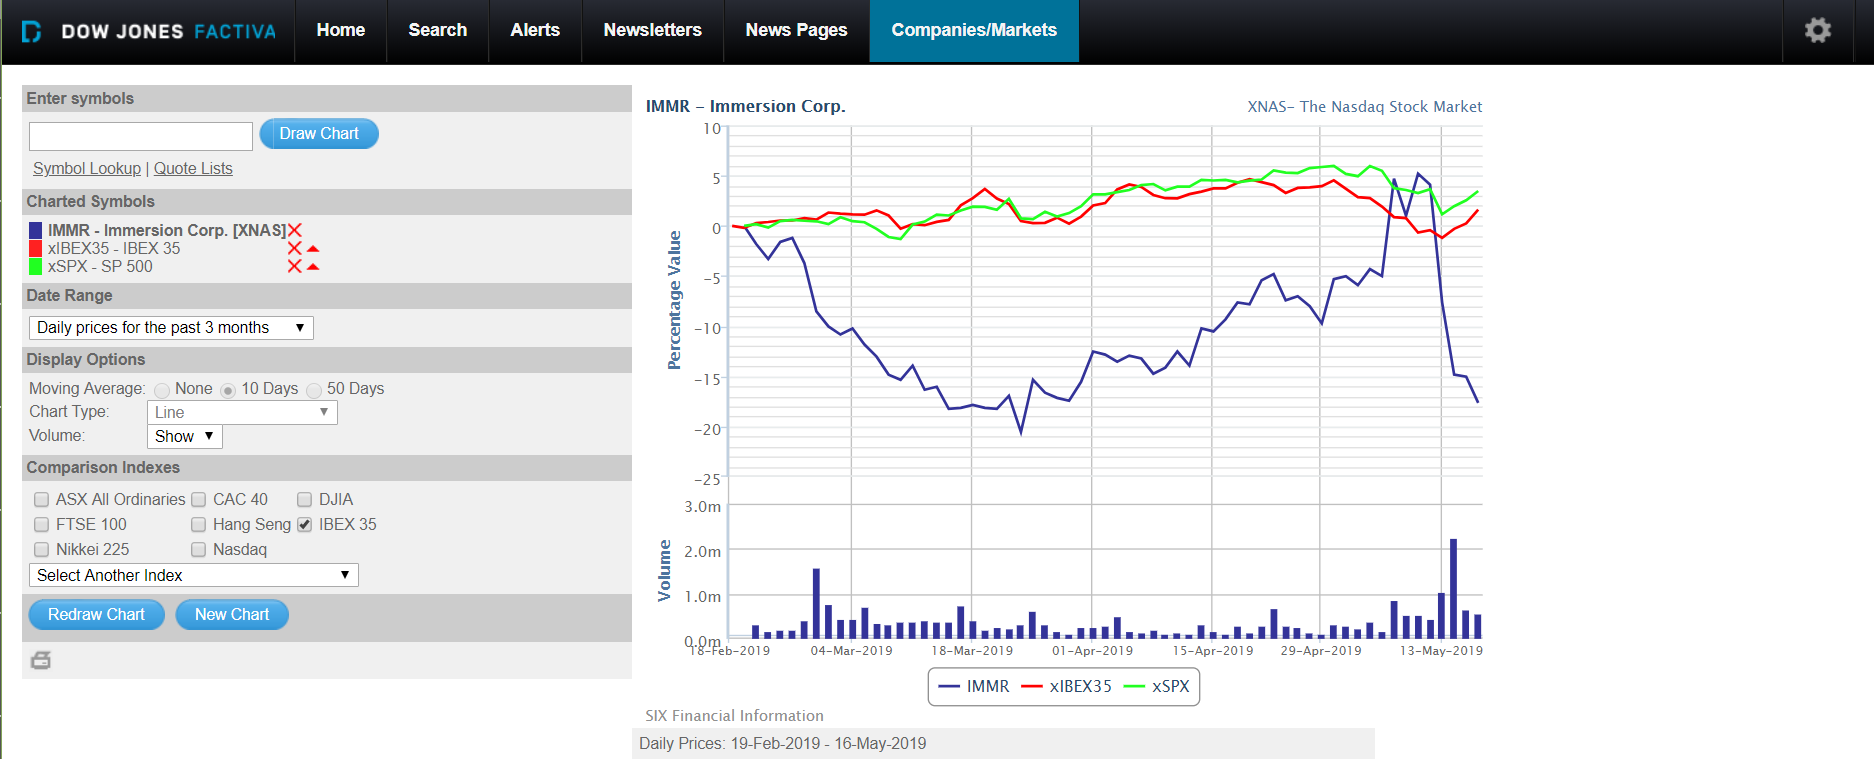 DOW JONES FACTIVA
Home
Search
Alerts
Newsletters
News Pages
Companies/Markets
Enter symbols
Draw Chart
Symbol Lookup | Quote Lists
Charted Symbols
IMMR - Immersion Corp. [XNAS]
xIBEX35 - IBEX 35
xSPX - SP 500
Date Range
Daily prices for the past 3 months
Display Options
Moving Average: None 10 Days 50 Days
Chart Type: Line
Volume: Show
Comparison Indexes
ASX All Ordinaries CAC 40 DJIA
FTSE 100 Hang Seng IBEX 35
Nikkei 225 Nasdaq
Select Another Index
Redraw Chart New Chart
IMMR – Immersion Corp.
XNAS– The Nasdaq Stock Market
Percentage Value
10
5
0
−5
−10
−15
−20
−25
Volume
3.0m
2.0m
1.0m
0.0m
18-Feb-2019 04-Mar-2019 18-Mar-2019 01-Apr-2019 15-Apr-2019 29-Apr-2019 13-May-2019
IMMR xIBEX35 xSPX
SIX Financial Information
Daily Prices: 19-Feb-2019 - 16-May-2019